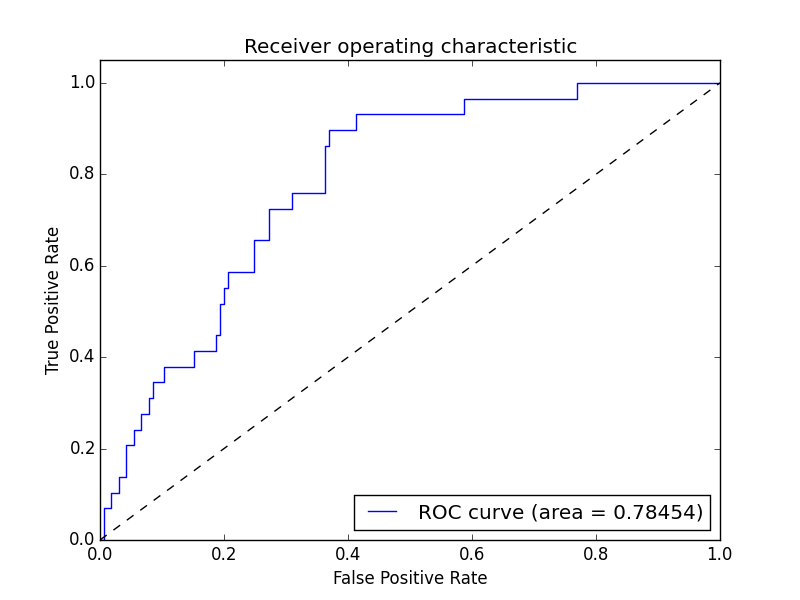 Receiver operating characteristic
1.0
0.8
0.6
0.4
0.2
0.0
True Positive Rate
ROC curve (area = 0.78454)
0.0 0.2 0.4 0.6 0.8 1.0
False Positive Rate